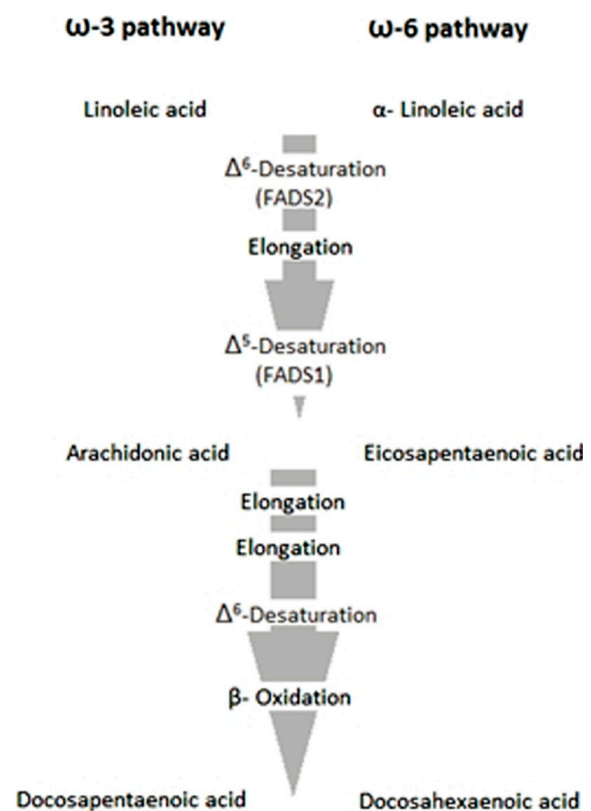 ω-3 pathway ω-6 pathway
Linoleic acid α- Linoleic acid
Δ⁶-Desaturation
(FADS2)
Elongation
Δ⁵-Desaturation
(FADS1)
Arachidonic acid Eicosapentaenoic acid
Elongation
Elongation
Δ⁶-Desaturation
β- Oxidation
Docosapentaenoic acid Docosahexaenoic acid